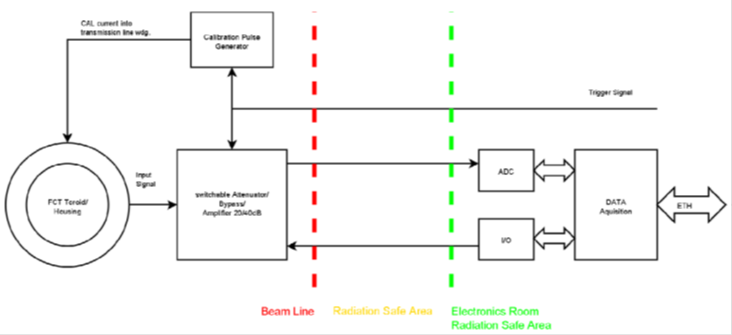 CAL current into
transmission line wdg.
Calibration Pulse
Generator
Trigger Signal
Input
Signal
FCT Toroid/
Housing
switchable Attenuator/
Bypass/
Amplifier 20/40dB
ADC
I/O
DATA
Aquisition
ETH
Beam Line
Radiation Safe Area
Electronics Room
Radiation Safe Area